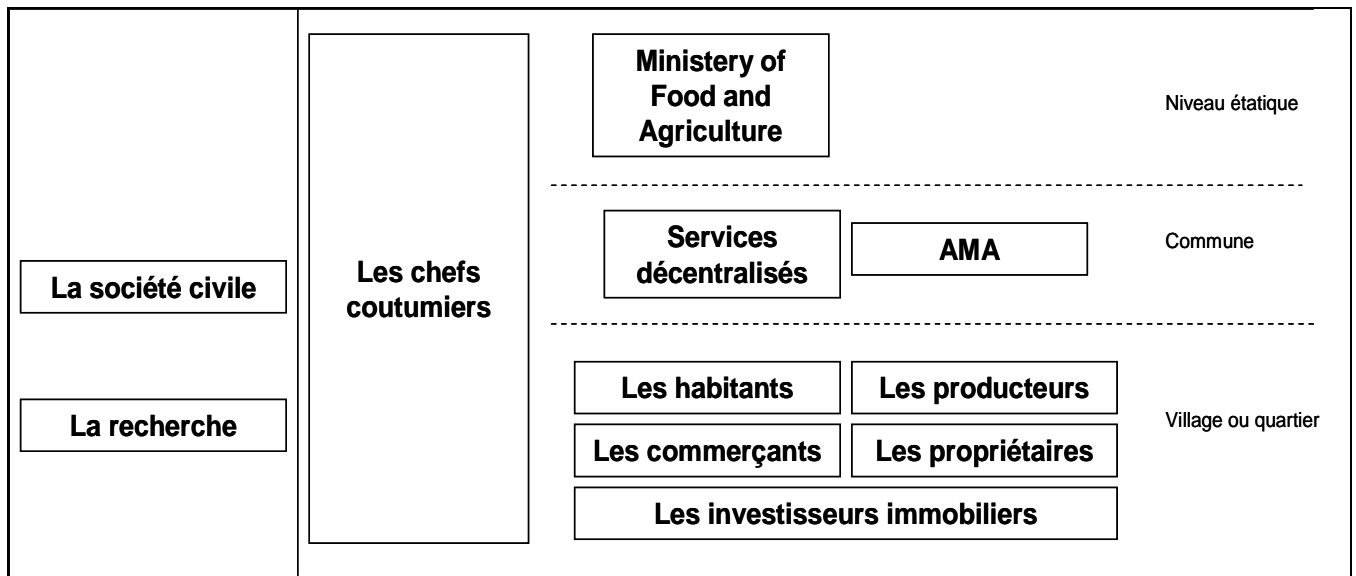 La société civile
La recherche
Les chefs
coutumiers
Ministery of
Food and
Agriculture
Niveau étatique
Services
décentralisés
AMA
Commune
Les habitants
Les producteurs
Les commerçants
Les propriétaires
Les investisseurs immobiliers
Village ou quartier